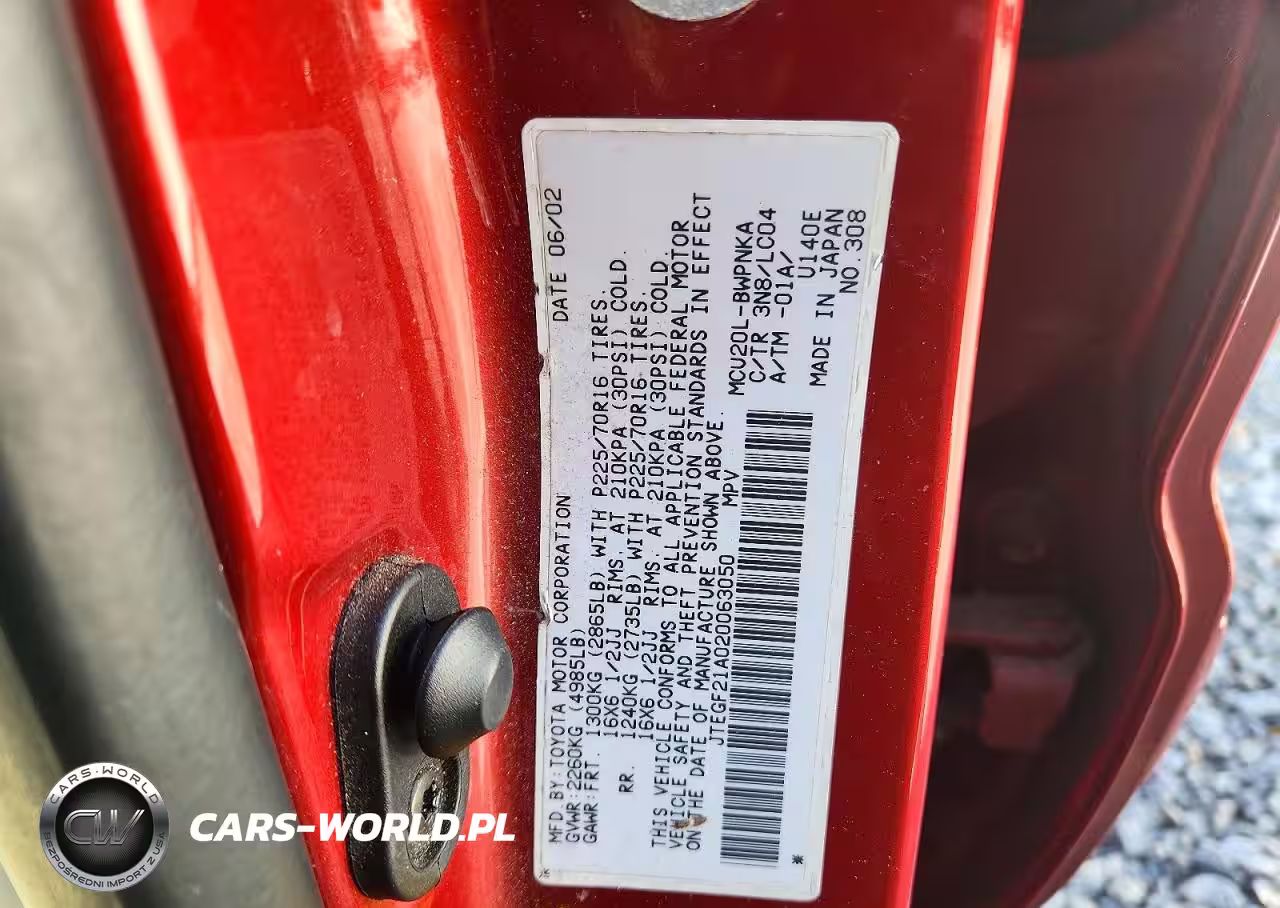 MFD.BY:TOYOTA MOTOR CORPORATION DATE 06/02
GVWR:2260KG (4985LB)
GAWR:FRT. 1300KG (2865LB) WITH P225/70R16 TIRES.
16X6 1/2JJ RIMS. AT 210KPA (30PSI) COLD.
RR. 1240KG (2735LB) WITH P225/70R16 TIRES.
16X6 1/2JJ RIMS. AT 210KPA (30PSI) COLD.
THIS VEHICLE CONFORMS TO ALL APPLICABLE FEDERAL MOTOR
VEHICLE SAFETY AND THEFT PREVENTION STANDARDS IN EFFECT
ON THE DATE OF MANUFACTURE SHOWN ABOVE.
JTEGF21A020063050 MPV
MCU20L-BWPNKA
C/TR 3N8/LC04
A/TM -01A/ U140E
MADE IN JAPAN
NO.308
CARS-WORLD
CW
BEZPOŚREDNI IMPORT Z USA
CARS-WORLD.PL